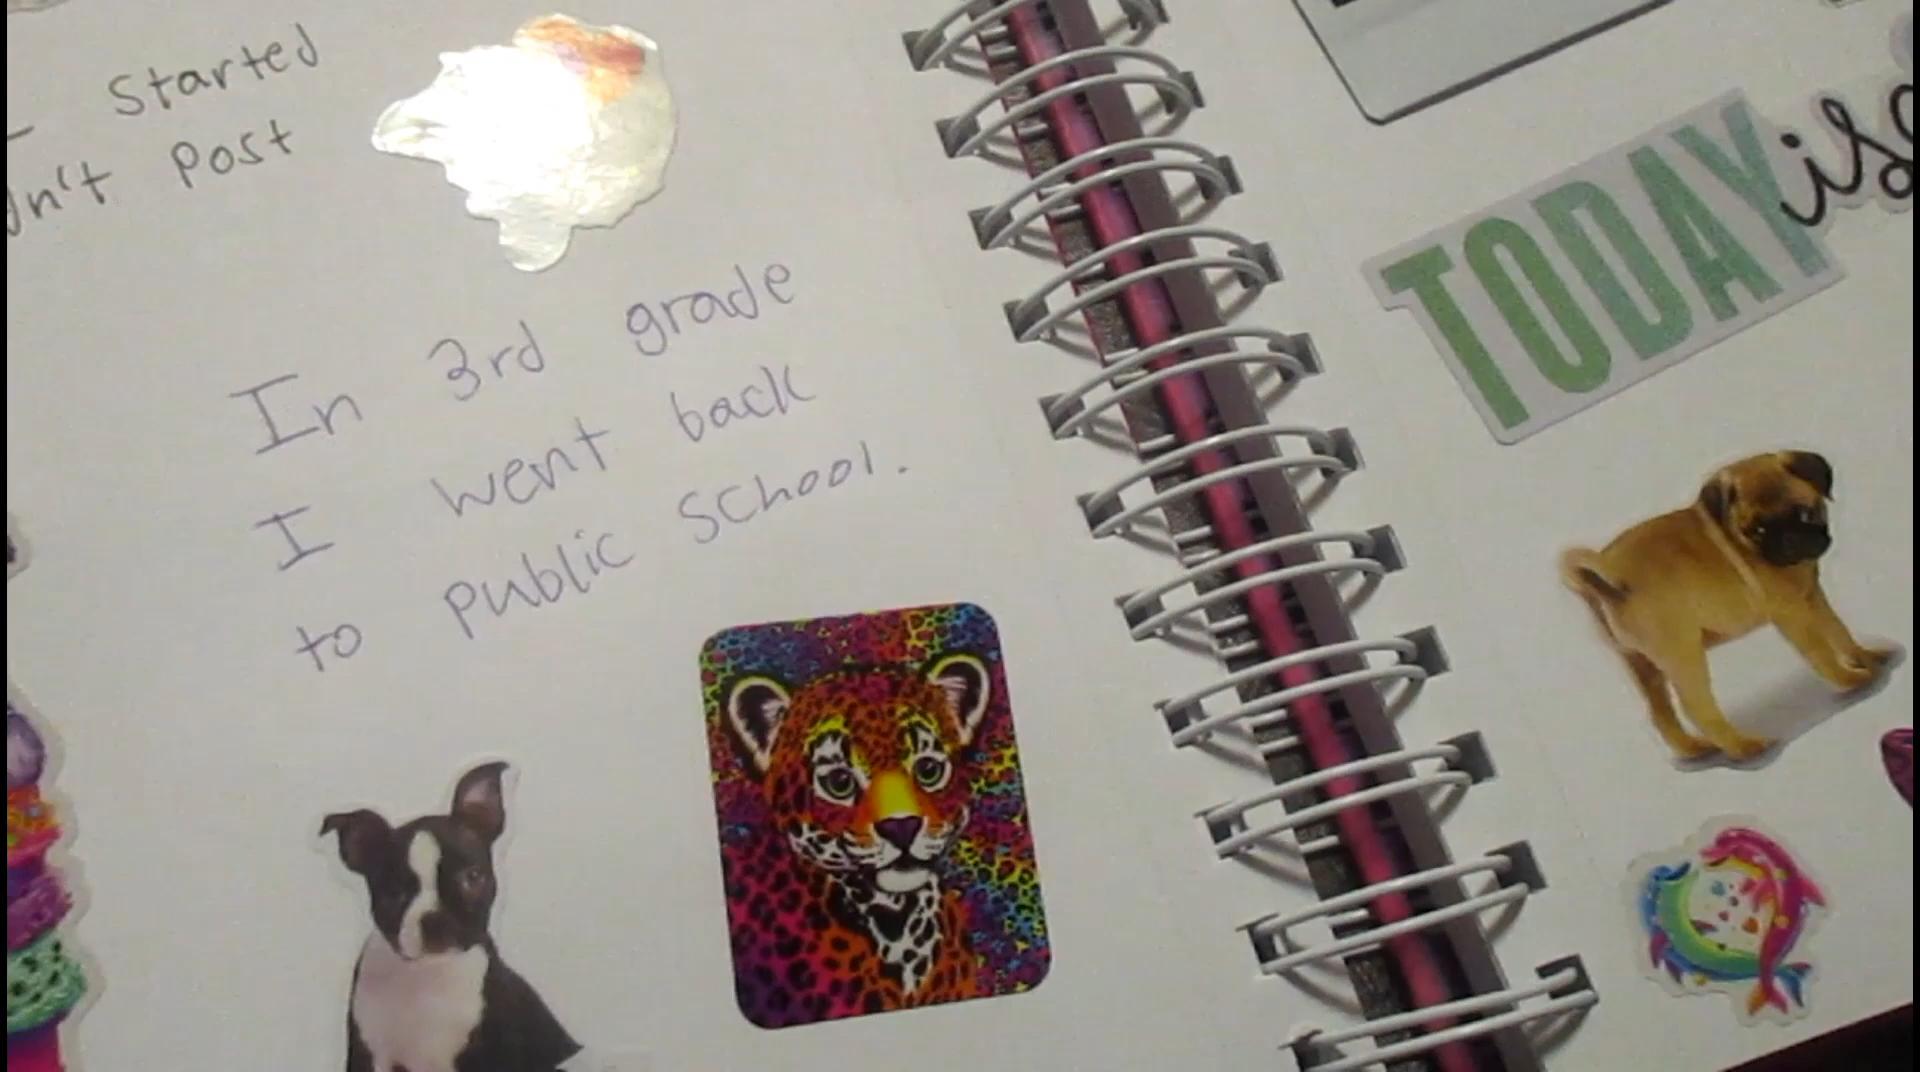 Started
Post
In 3rd grade
I went back
to public school.
TODAY is